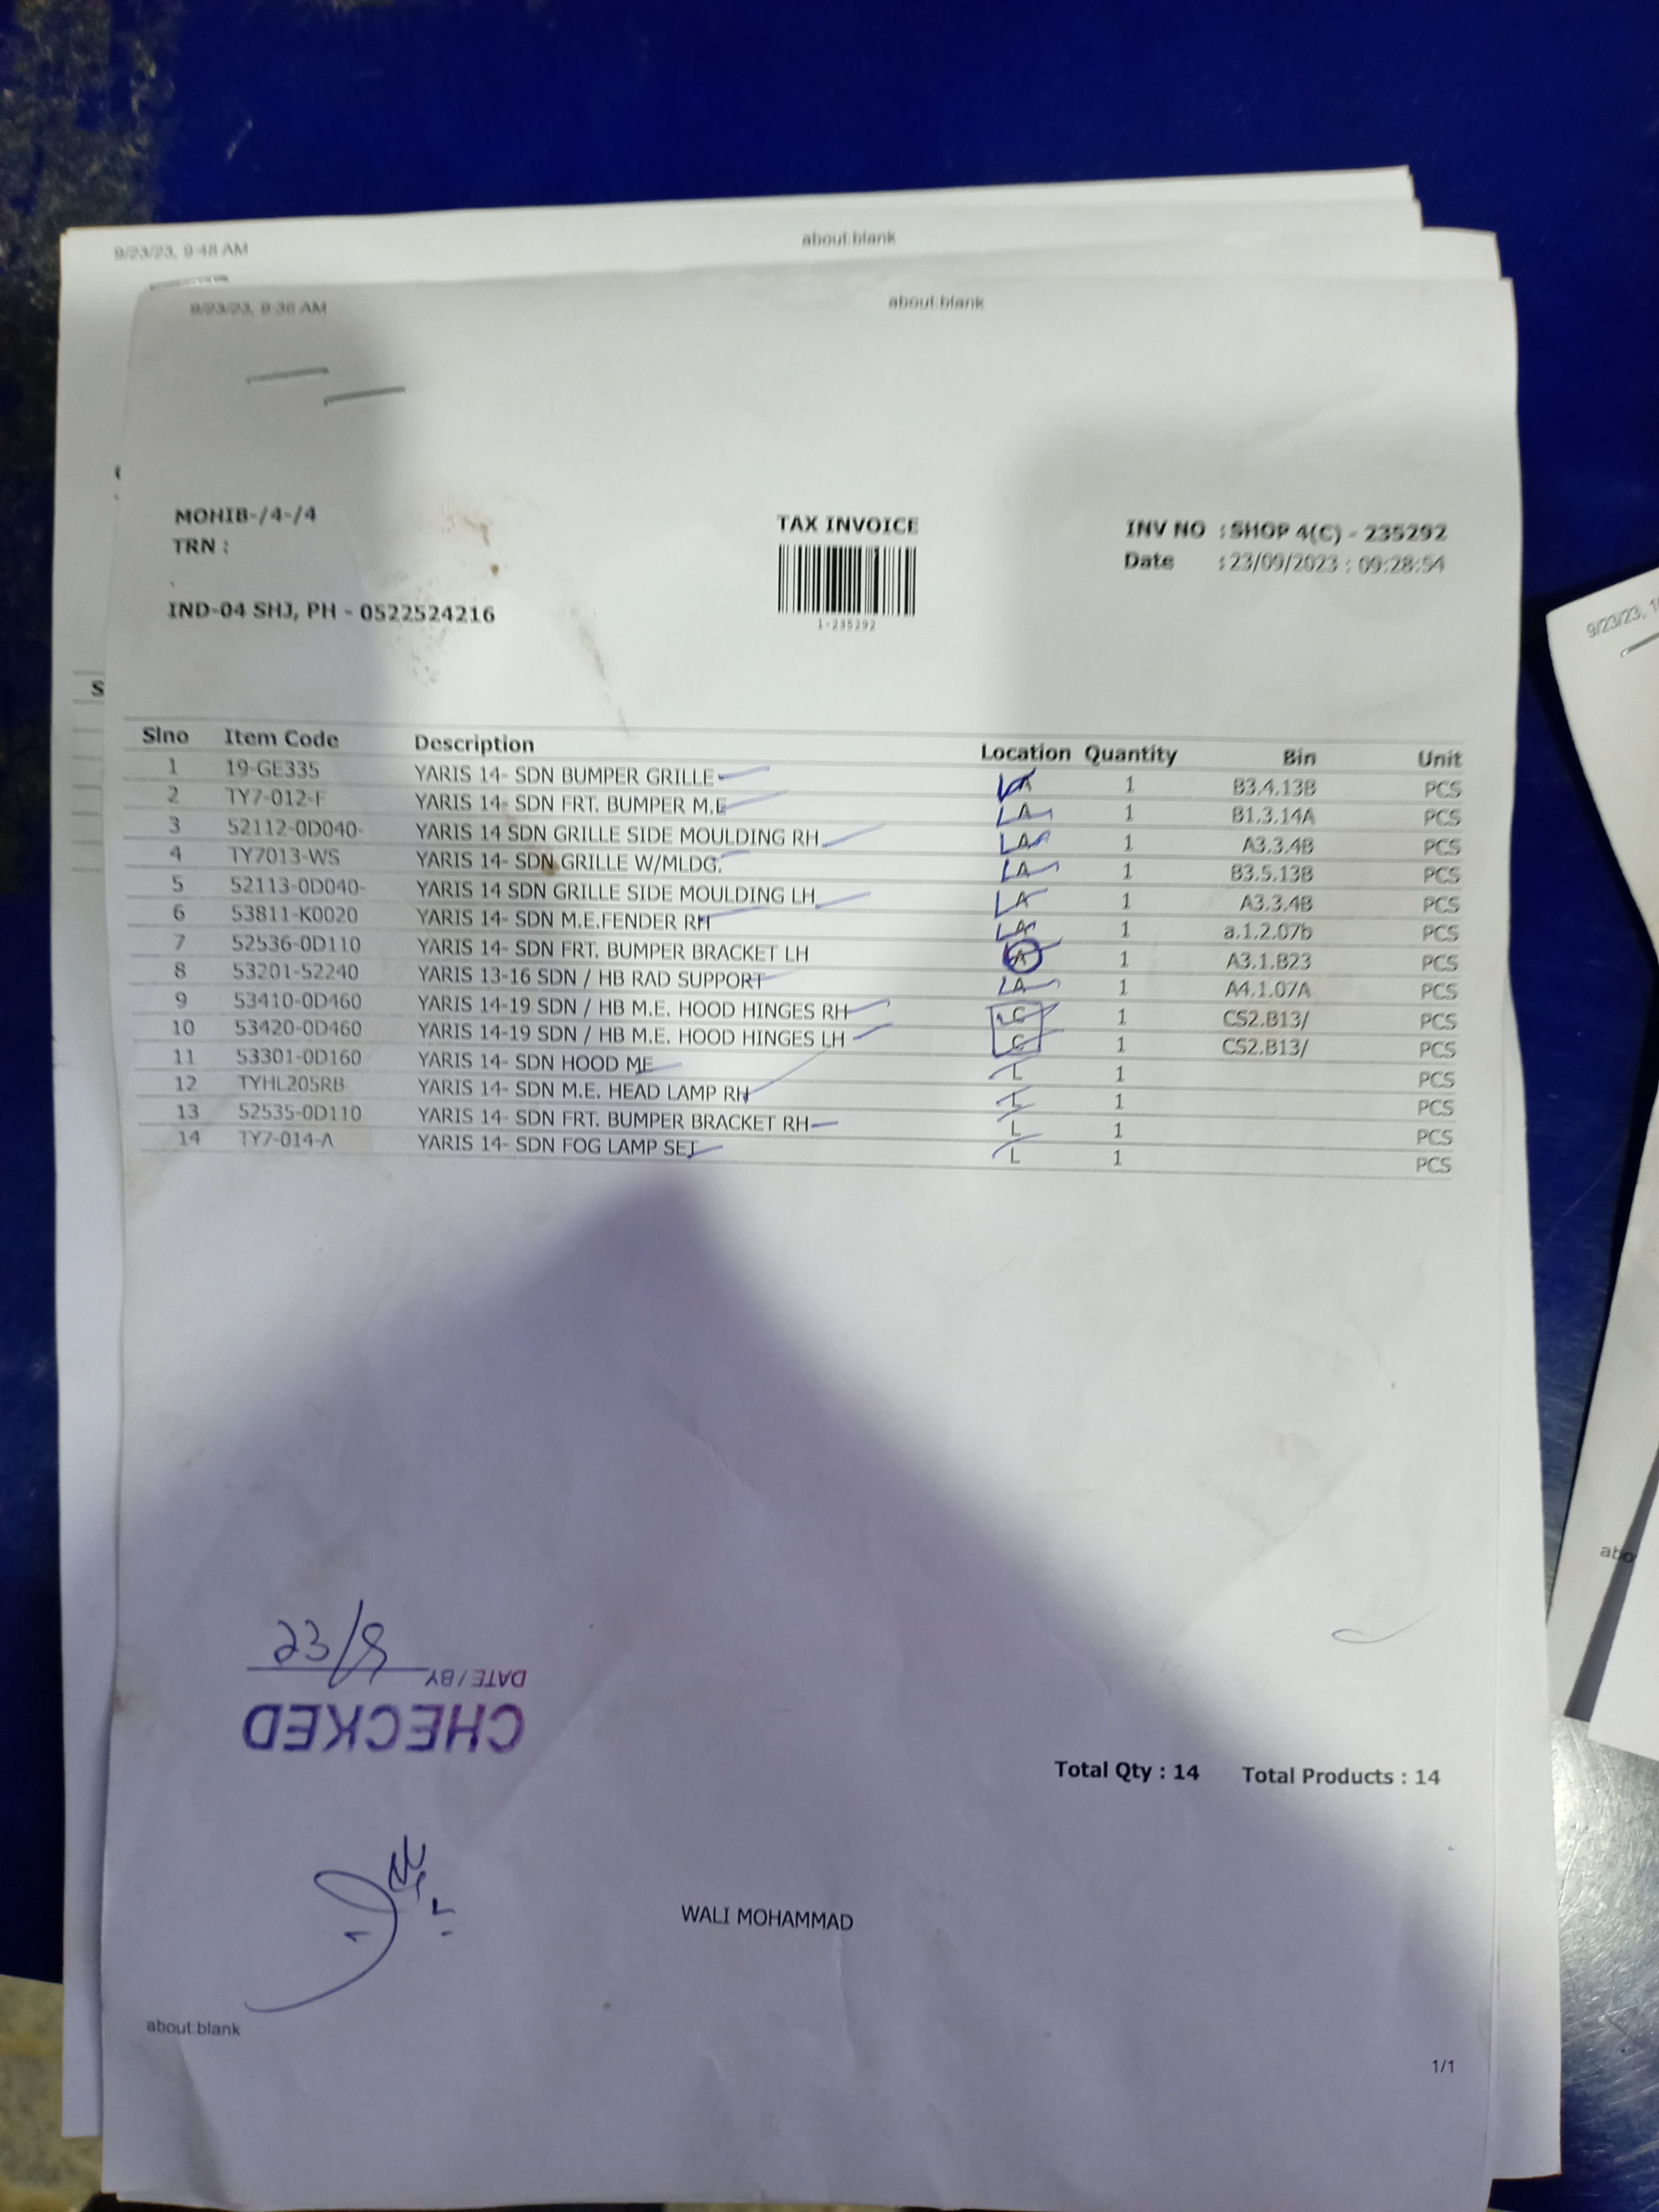 9/23/23, 9:48 AM about:blank
9/23/23, 9:36 AM about:blank
MOHIB-/4-/4 TAX INVOICE INV NO : SHOP 4(C) - 235292
TRN : Date : 23/09/2023 : 09:28:54
IND-04 SHJ, PH - 0522524216 1-235292
9/23/23, 1
S
Slno Item Code Description Location Quantity Bin Unit
1 19-GE335 YARIS 14- SDN BUMPER GRILLE A 1 B3.4.13B PCS
2 TY7-012-F YARIS 14- SDN FRT. BUMPER M.E A 1 B1.3.14A PCS
3 52112-0D040- YARIS 14 SDN GRILLE SIDE MOULDING RH A 1 A3.3.4B PCS
4 TY7013-WS YARIS 14- SDN GRILLE W/MLDG. A 1 B3.5.13B PCS
5 52113-0D040- YARIS 14 SDN GRILLE SIDE MOULDING LH A 1 A3.3.4B PCS
6 53811-K0020 YARIS 14- SDN M.E.FENDER RH A 1 a.1.2.07b PCS
7 52536-0D110 YARIS 14- SDN FRT. BUMPER BRACKET LH A 1 A3.1.B23 PCS
8 53201-52240 YARIS 13-16 SDN / HB RAD SUPPORT A 1 A4.1.07A PCS
9 53410-0D460 YARIS 14-19 SDN / HB M.E. HOOD HINGES RH C 1 CS2.B13/ PCS
10 53420-0D460 YARIS 14-19 SDN / HB M.E. HOOD HINGES LH C 1 CS2.B13/ PCS
11 53301-0D160 YARIS 14- SDN HOOD ME L 1 PCS
12 TYHL205RB YARIS 14- SDN M.E. HEAD LAMP RH L 1 PCS
13 52535-0D110 YARIS 14- SDN FRT. BUMPER BRACKET RH L 1 PCS
14 TY7-014-A YARIS 14- SDN FOG LAMP SET L 1 PCS
abo
23/9
DATE / BY
CHECKED
Total Qty : 14 Total Products : 14
WALI MOHAMMAD
about:blank
1/1